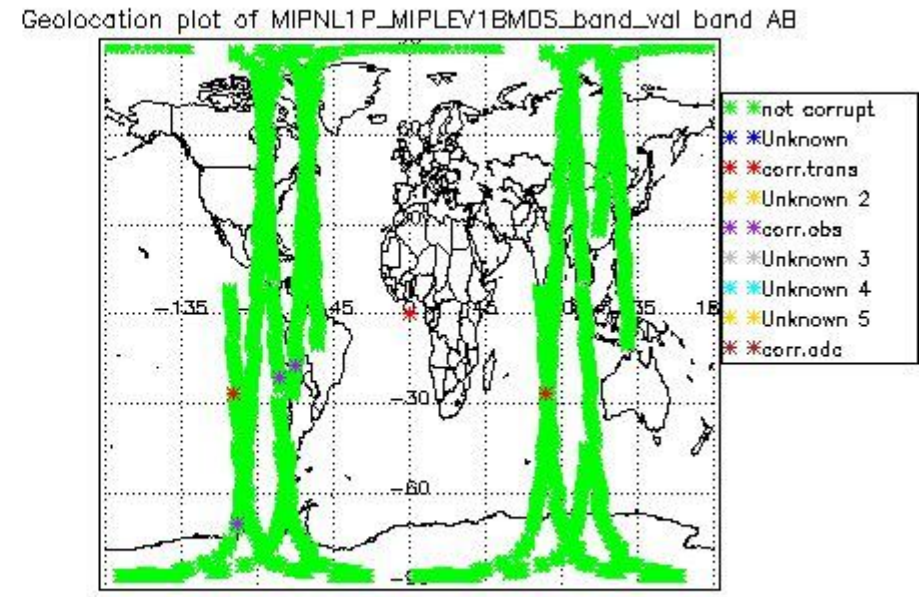 Geolocation plot of MIPNL1P_MIPLEV1BMDS_band_val band AB
not corrupt
Unknown
corr.trans
Unknown 2
corr.obs
Unknown 3
Unknown 4
Unknown 5
corr.adc
60
-135
45
-30
-60